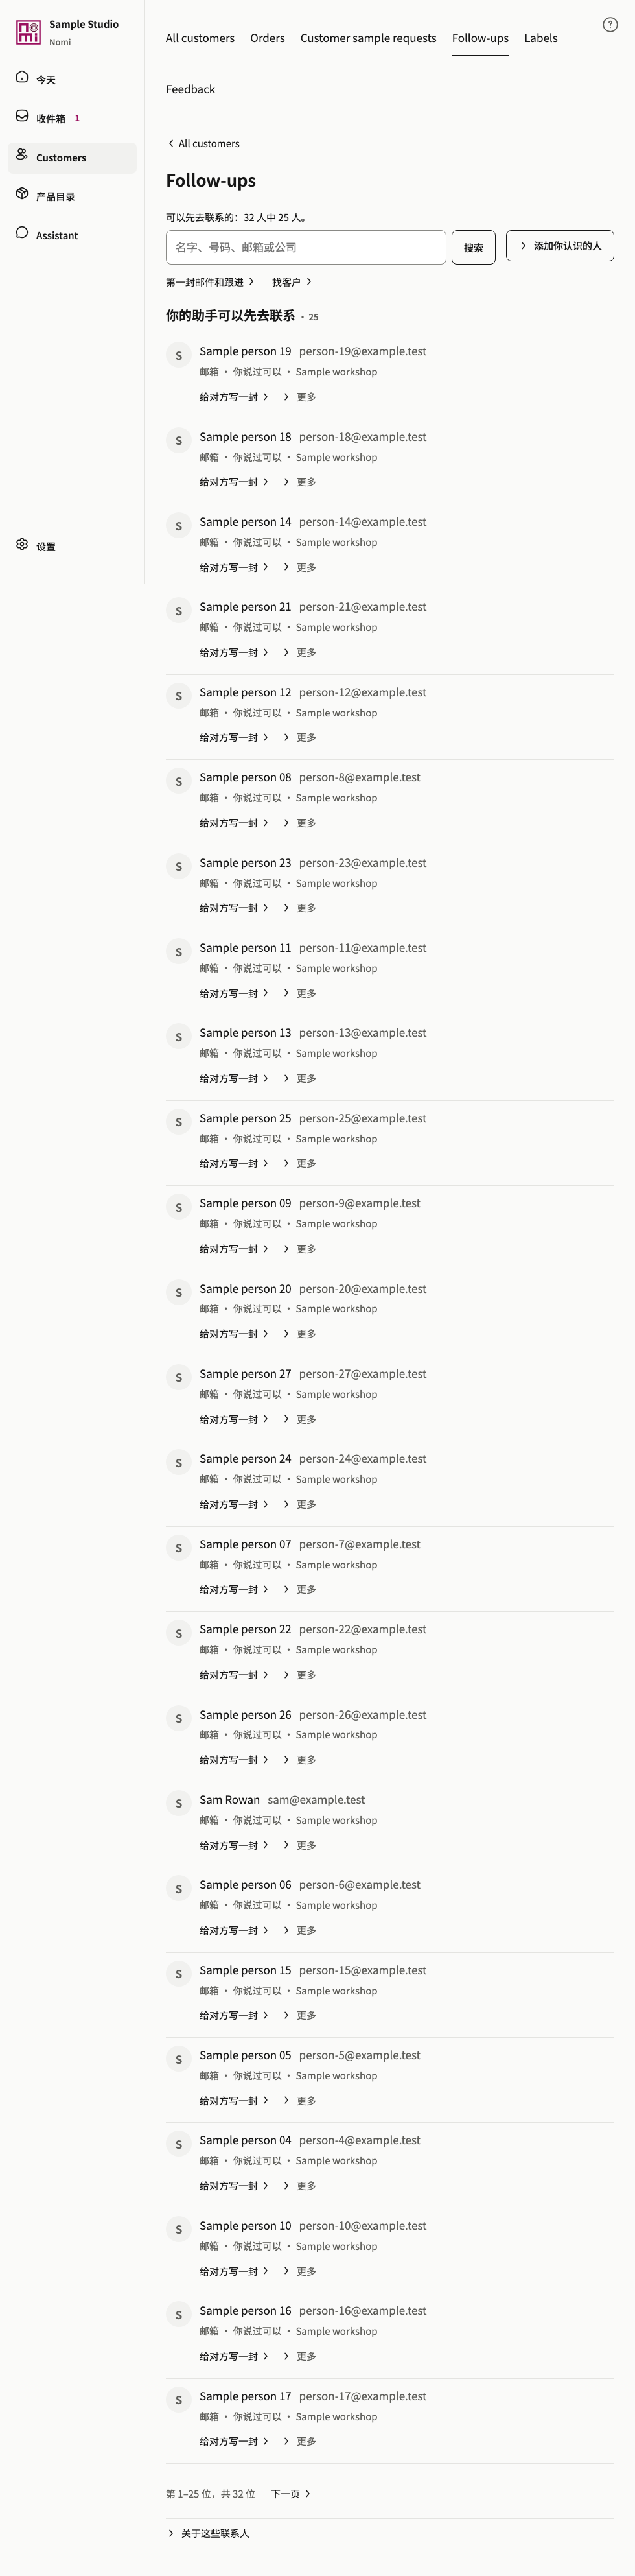 Sample Studio
Nomi
今天
收件箱 1
Customers
产品目录
Assistant
设置
All customers Orders Customer sample requests Follow-ups Labels
Feedback
All customers
Follow-ups
可以先去联系的：32 人中 25 人。
名字、号码、邮箱或公司 搜索 添加你认识的人
第一封邮件和跟进 找客户
你的助手可以先去联系 · 25
S Sample person 19 person-19@example.test
邮箱 · 你说过可以 · Sample workshop
给对方写一封 更多
S Sample person 18 person-18@example.test
邮箱 · 你说过可以 · Sample workshop
给对方写一封 更多
S Sample person 14 person-14@example.test
邮箱 · 你说过可以 · Sample workshop
给对方写一封 更多
S Sample person 21 person-21@example.test
邮箱 · 你说过可以 · Sample workshop
给对方写一封 更多
S Sample person 12 person-12@example.test
邮箱 · 你说过可以 · Sample workshop
给对方写一封 更多
S Sample person 08 person-8@example.test
邮箱 · 你说过可以 · Sample workshop
给对方写一封 更多
S Sample person 23 person-23@example.test
邮箱 · 你说过可以 · Sample workshop
给对方写一封 更多
S Sample person 11 person-11@example.test
邮箱 · 你说过可以 · Sample workshop
给对方写一封 更多
S Sample person 13 person-13@example.test
邮箱 · 你说过可以 · Sample workshop
给对方写一封 更多
S Sample person 25 person-25@example.test
邮箱 · 你说过可以 · Sample workshop
给对方写一封 更多
S Sample person 09 person-9@example.test
邮箱 · 你说过可以 · Sample workshop
给对方写一封 更多
S Sample person 20 person-20@example.test
邮箱 · 你说过可以 · Sample workshop
给对方写一封 更多
S Sample person 27 person-27@example.test
邮箱 · 你说过可以 · Sample workshop
给对方写一封 更多
S Sample person 24 person-24@example.test
邮箱 · 你说过可以 · Sample workshop
给对方写一封 更多
S Sample person 07 person-7@example.test
邮箱 · 你说过可以 · Sample workshop
给对方写一封 更多
S Sample person 22 person-22@example.test
邮箱 · 你说过可以 · Sample workshop
给对方写一封 更多
S Sample person 26 person-26@example.test
邮箱 · 你说过可以 · Sample workshop
给对方写一封 更多
S Sam Rowan sam@example.test
邮箱 · 你说过可以 · Sample workshop
给对方写一封 更多
S Sample person 06 person-6@example.test
邮箱 · 你说过可以 · Sample workshop
给对方写一封 更多
S Sample person 15 person-15@example.test
邮箱 · 你说过可以 · Sample workshop
给对方写一封 更多
S Sample person 05 person-5@example.test
邮箱 · 你说过可以 · Sample workshop
给对方写一封 更多
S Sample person 04 person-4@example.test
邮箱 · 你说过可以 · Sample workshop
给对方写一封 更多
S Sample person 10 person-10@example.test
邮箱 · 你说过可以 · Sample workshop
给对方写一封 更多
S Sample person 16 person-16@example.test
邮箱 · 你说过可以 · Sample workshop
给对方写一封 更多
S Sample person 17 person-17@example.test
邮箱 · 你说过可以 · Sample workshop
给对方写一封 更多
第 1–25 位，共 32 位 下一页
关于这些联系人